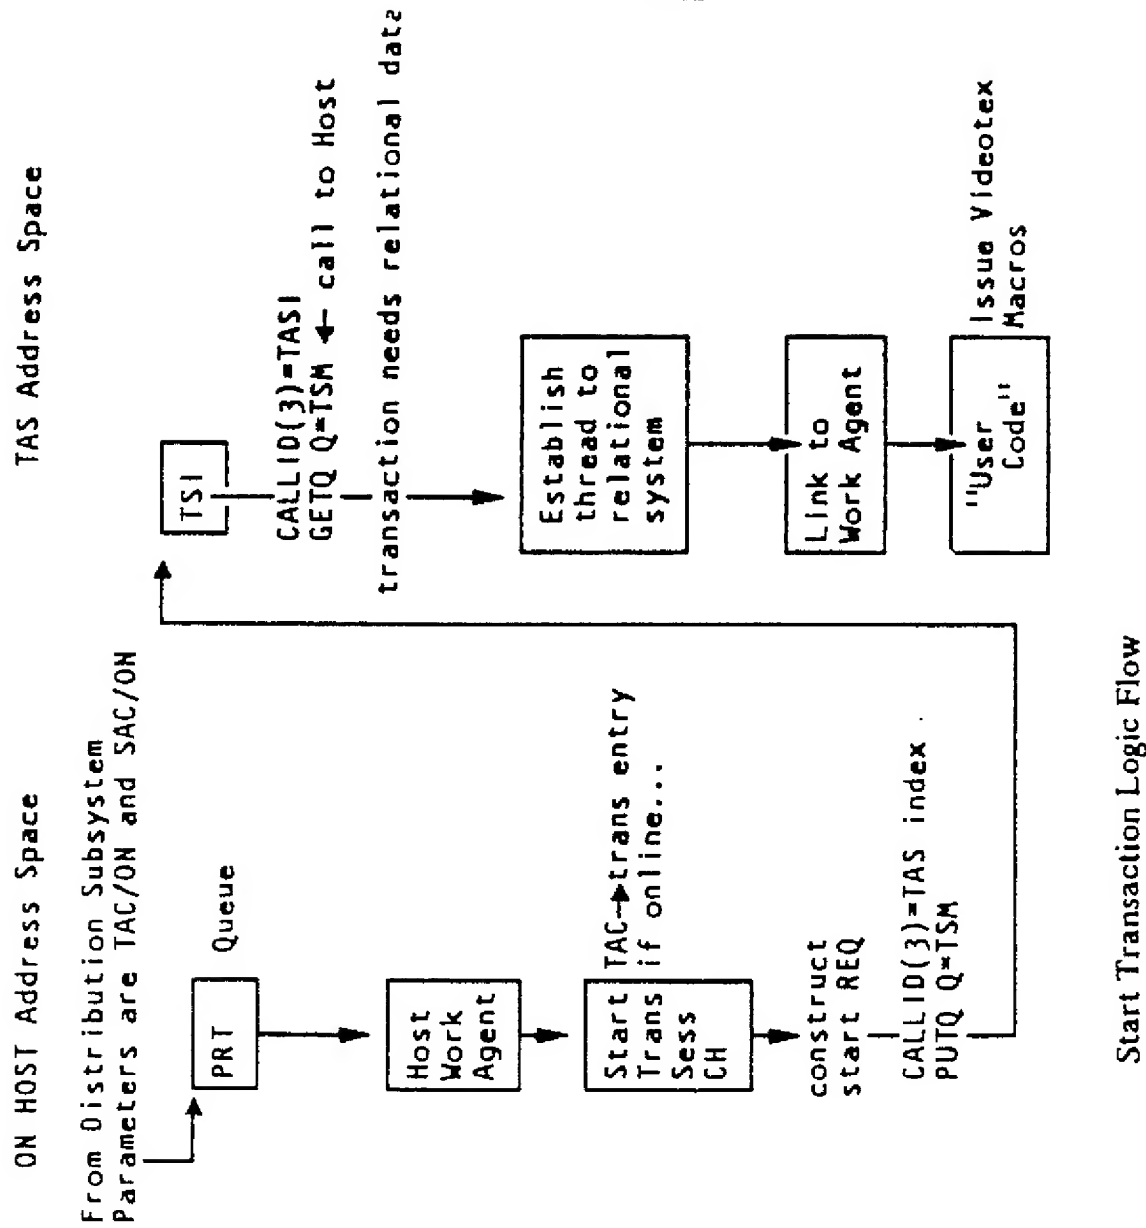 ON HOST Address Space
From Distribution Subsystem
Parameters are TAC/ON and SAC/ON
PRT
Queue
Host
Work
Agent
Start
Trans
Sess
CH
TAC→trans entry
if online...
construct
start REQ
CALLID(3)=TAS index
PUTQ Q=TSM
TAS Address Space
TSI
CALLID(3)=TASI
GETQ Q=TSM ← call to Host
transaction needs relational data
Establish
thread to
relational
system
Link to
Work Agent
"User
Code"
Issue Videotex
Macros
Start Transaction Logic Flow